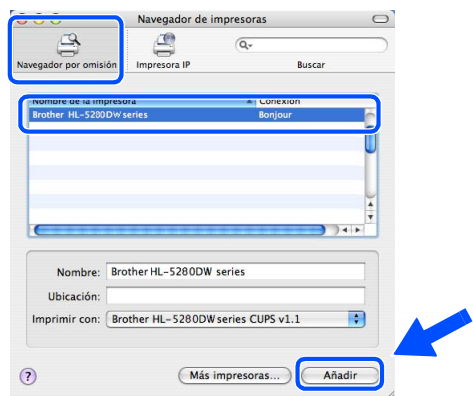 Navegador de impresoras
Navegador por omisión
Impresora IP
Buscar
Nombre de la impresora
Conexión
Brother HL-5280DW series
Bonjour
Nombre: Brother HL-5280DW series
Ubicación:
Imprimir con: Brother HL-5280DW series CUPS v1.1
?
Más impresoras...
Añadir